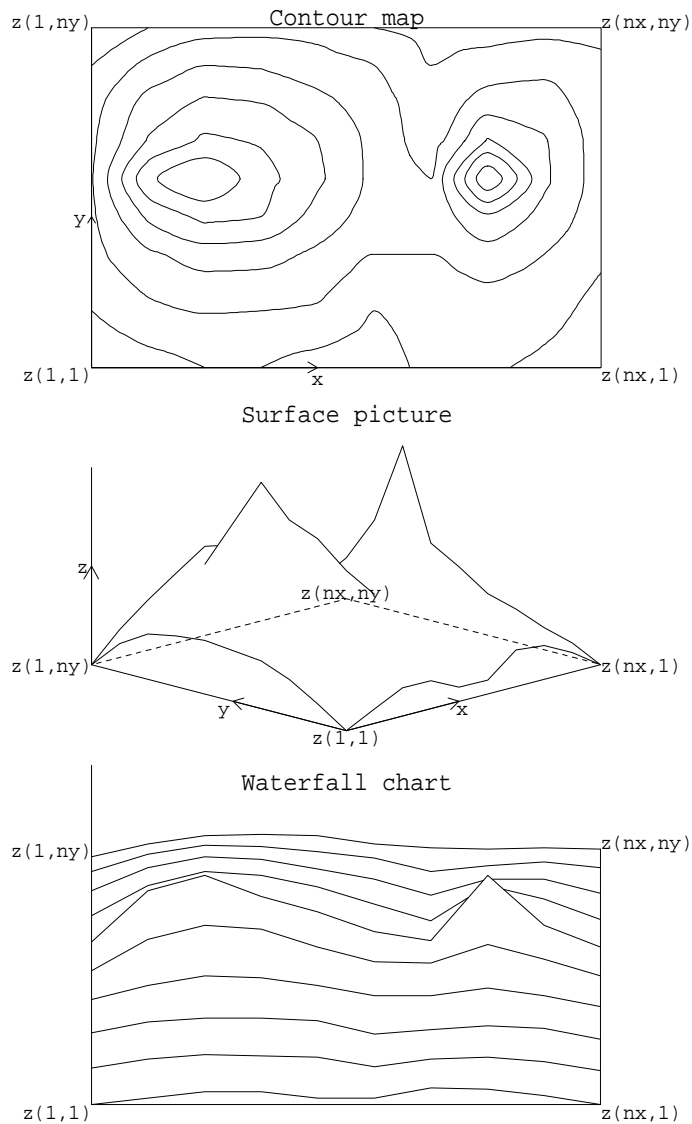 Contour map
z(1,ny)
z(nx,ny)
y
z(1,1)
x
z(nx,1)
Surface picture
z
z(nx,ny)
z(1,ny)
z(nx,1)
y
x
z(1,1)
Waterfall chart
z(1,ny)
z(nx,ny)
z(1,1)
z(nx,1)